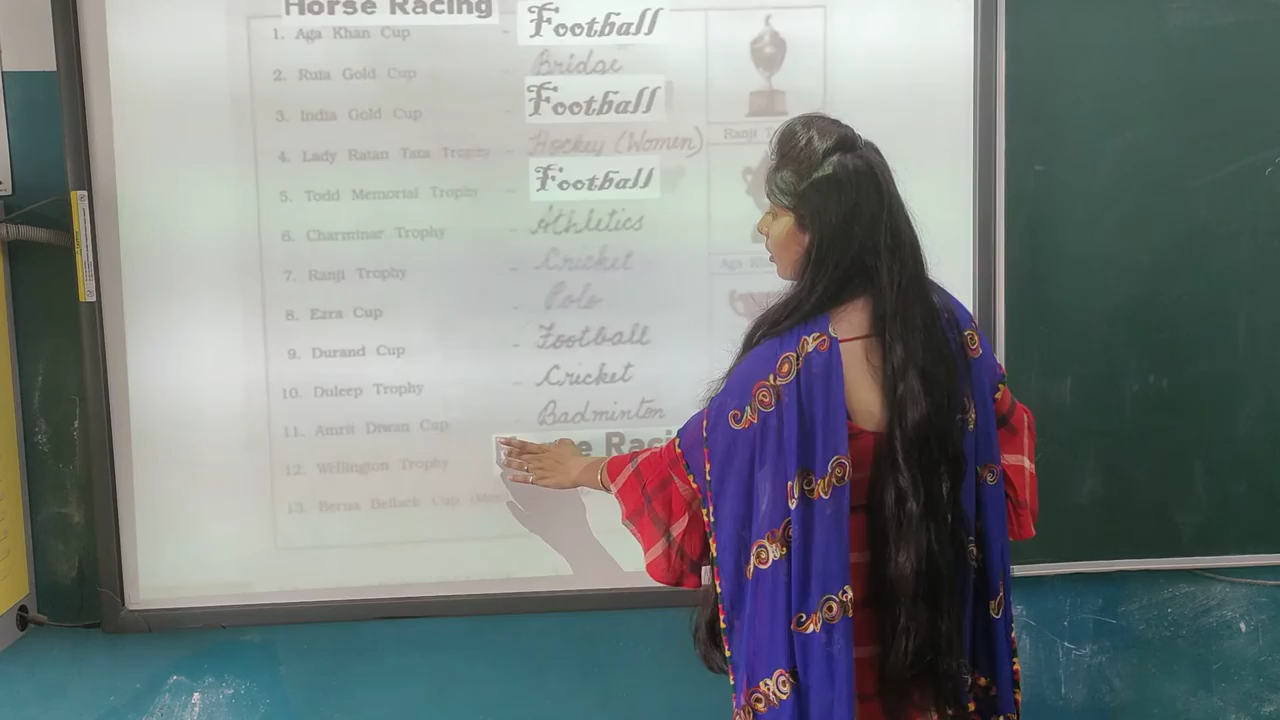 Horse Racing
1. Aga Khan Cup - Football
2. Ruia Gold Cup - Bridge
3. India Gold Cup - Football
4. Lady Ratan Tata Trophy - Hockey (Women)
5. Todd Memorial Trophy - Football
6. Charminar Trophy - Athletics
7. Ranji Trophy - Cricket
8. Ezra Cup - Polo
9. Durand Cup - Football
10. Duleep Trophy - Cricket
11. Amrit Diwan Cup - Badminton
12. Wellington Trophy
13. Cup
Ranji
Aga